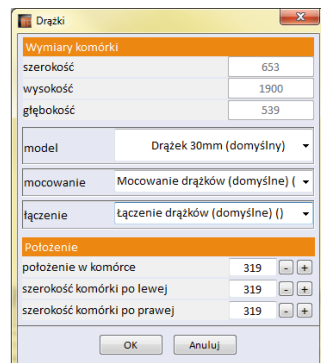 Drążki
Wymiary komórki
szerokość 653
wysokość 1900
głębokość 539
model Drążek 30mm (domyślny)
mocowanie Mocowanie drążków (domyślne) (
łączenie Łączenie drążków (domyślne) ()
Położenie
położenie w komórce 319 - +
szerokość komórki po lewej 319 - +
szerokość komórki po prawej 319 - +
OK Anuluj